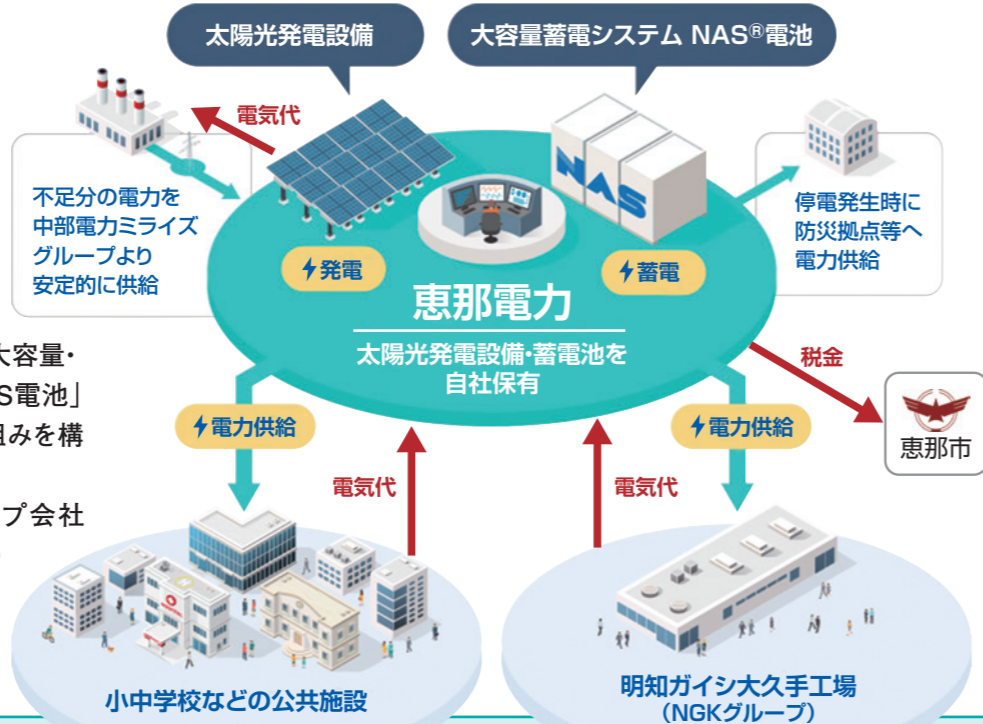 太陽光発電設備
大容量蓄電システム NAS®電池
電気代
不足分の電力を
中部電力ミライズ
グループより
安定的に供給
NAS
停電発生時に
防災拠点等へ
電力供給
発電
蓄電
恵那電力
太陽光発電設備・蓄電池を
自社保有
大容量・
S電池」
組みを構
プ会社
税金
恵那市
電力供給
電力供給
電気代
電気代
小中学校などの公共施設
明知ガイシ大久手工場
（NGKグループ）